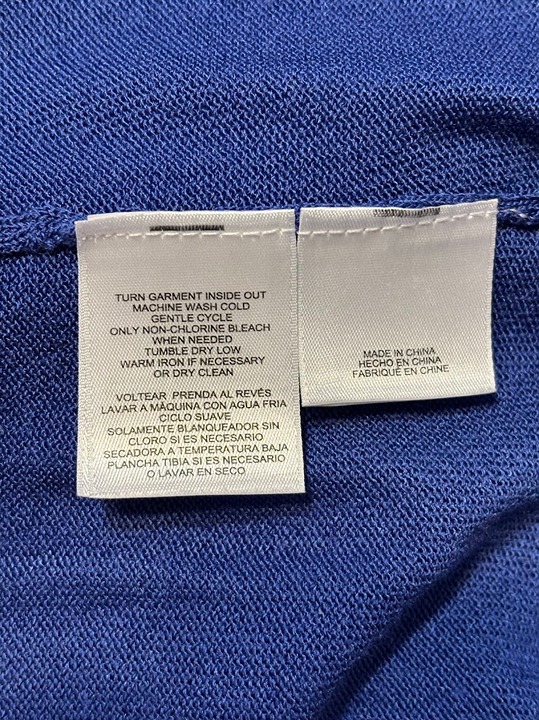 TURN GARMENT INSIDE OUT
MACHINE WASH COLD
GENTLE CYCLE
ONLY NON-CHLORINE BLEACH
WHEN NEEDED
TUMBLE DRY LOW
WARM IRON IF NECESSARY
OR DRY CLEAN
VOLTEAR PRENDA AL REVÉS
LAVAR A MÁQUINA CON AGUA FRIA
CICLO SUAVE
SOLAMENTE BLANQUEADOR SIN
CLORO SI ES NECESARIO
SECADORA A TEMPERATURA BAJA
PLANCHA TIBIA SI ES NECESARIO
O LAVAR EN SECO
MADE IN CHINA
HECHO EN CHINA
FABRIQUÉ EN CHINE